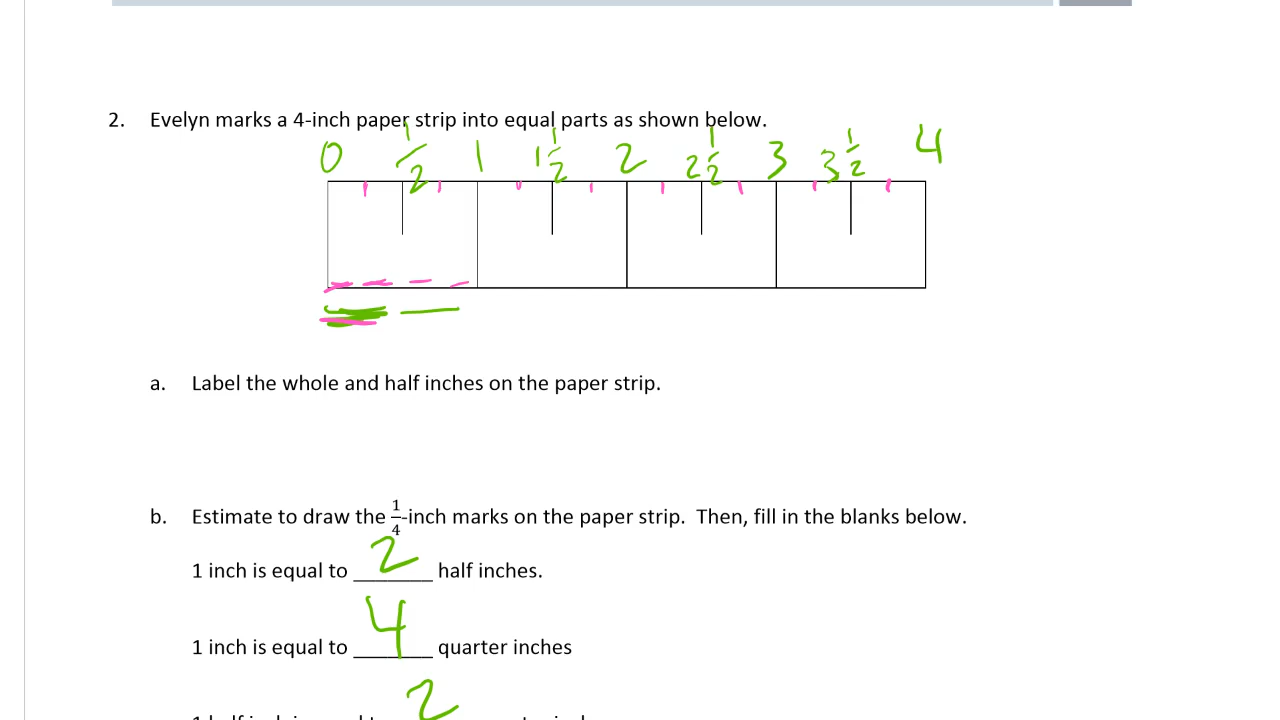 2. Evelyn marks a 4-inch paper strip into equal parts as shown below.
0 1/2 1 1 1/2 2 2 1/2 3 3 1/2 4
a. Label the whole and half inches on the paper strip.
b. Estimate to draw the 1/4-inch marks on the paper strip. Then, fill in the blanks below.
1 inch is equal to 2 half inches.
1 inch is equal to 4 quarter inches
2